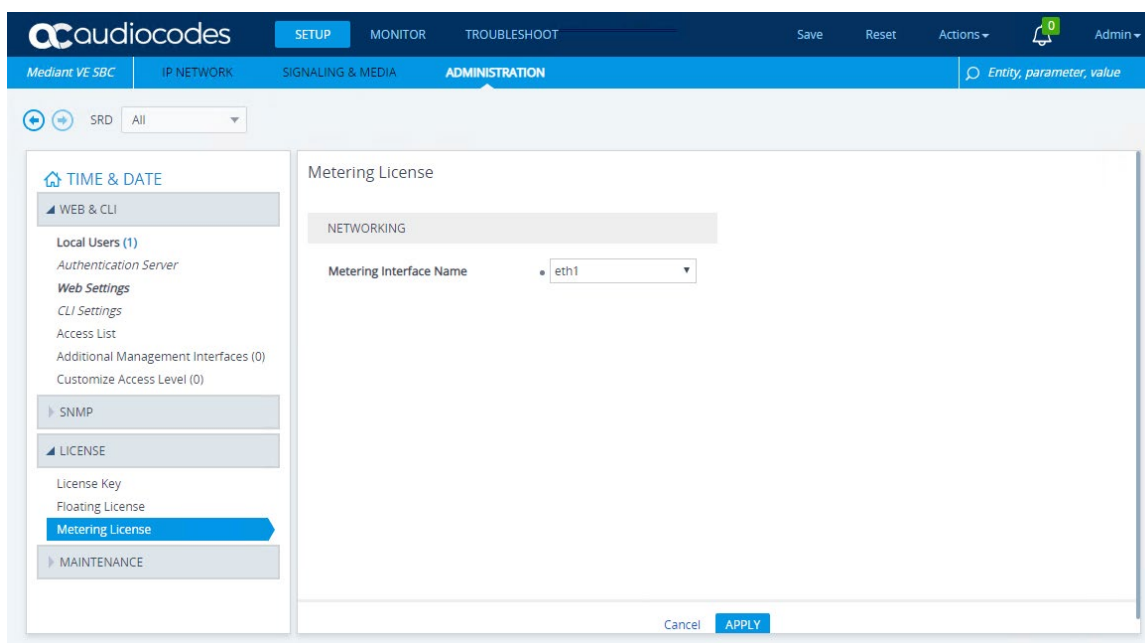 audiocodes SETUP MONITOR TROUBLESHOOT Save Reset Actions 0 Admin
Mediant VE SBC IP NETWORK SIGNALING & MEDIA ADMINISTRATION Entity, parameter, value
SRD All
TIME & DATE
WEB & CLI
Local Users (1)
Authentication Server
Web Settings
CLI Settings
Access List
Additional Management Interfaces (0)
Customize Access Level (0)
SNMP
LICENSE
License Key
Floating License
Metering License
MAINTENANCE
Metering License
NETWORKING
Metering Interface Name eth1
Cancel APPLY